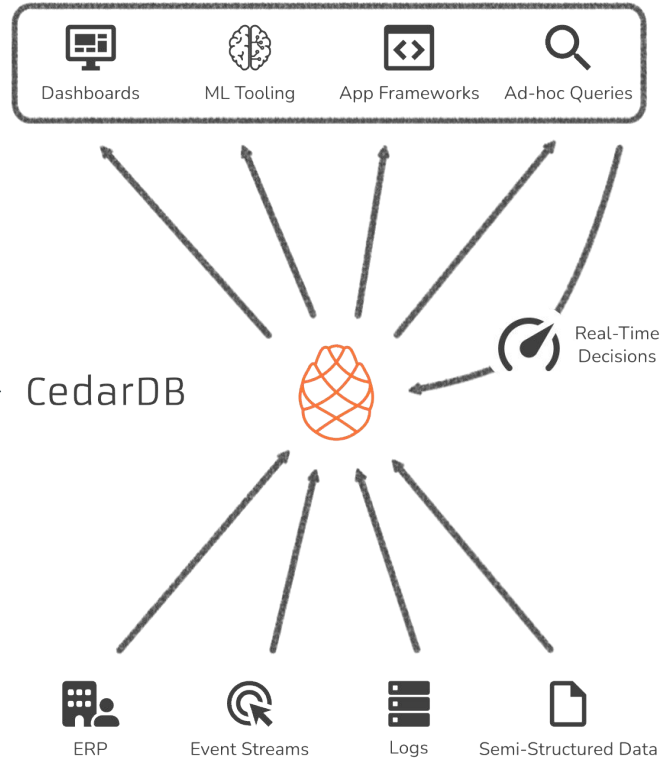 Dashboards
ML Tooling
App Frameworks
Ad-hoc Queries
Real-Time
Decisions
CedarDB
ERP
Event Streams
Logs
Semi-Structured Data